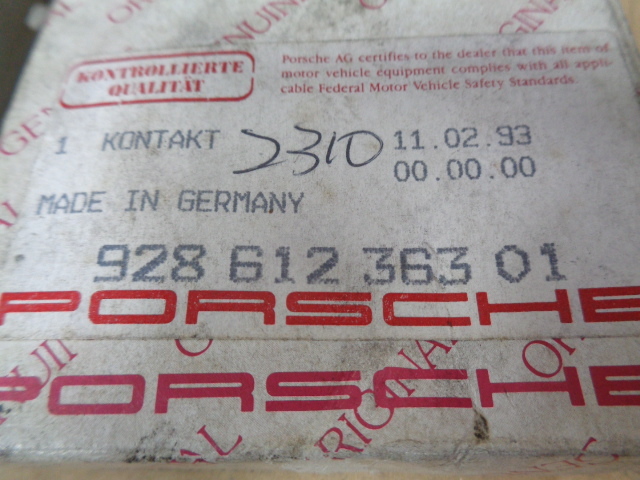 KONTROLLIERTE
QUALITÄT
Porsche AG certifies to the dealer that this item of
motor vehicle equipment complies with all appli-
cable Federal Motor Vehicle Safety Standards.
1 KONTAKT 2310 11.02.93
00.00.00
MADE IN GERMANY
928 612 363 01
PORSCHE
PORSCHE
ORIGINAL